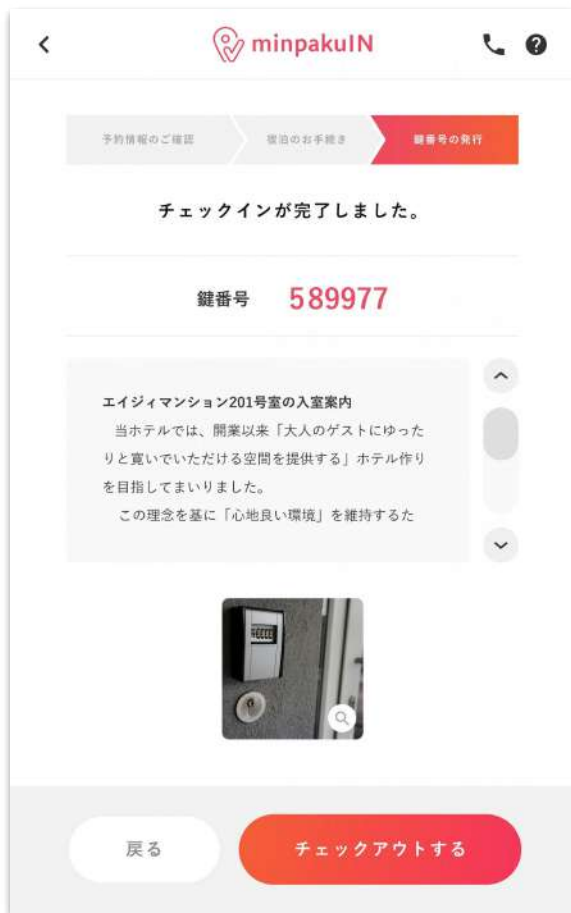 minpakuIN
予約情報のご確認
宿泊のお手続き
鍵番号の発行
チェックインが完了しました。
鍵番号 589977
エイジィマンション201号室の入室案内
当ホテルでは、開業以来「大人のゲストにゆった
りと寛いでいただける空間を提供する」ホテル作り
を目指してまいりました。
この理念を基に「心地良い環境」を維持するた
戻る
チェックアウトする